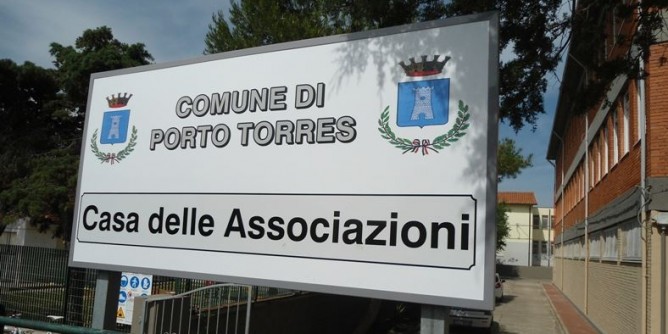 COMUNE DI
PORTO TORRES
Casa delle Associazioni